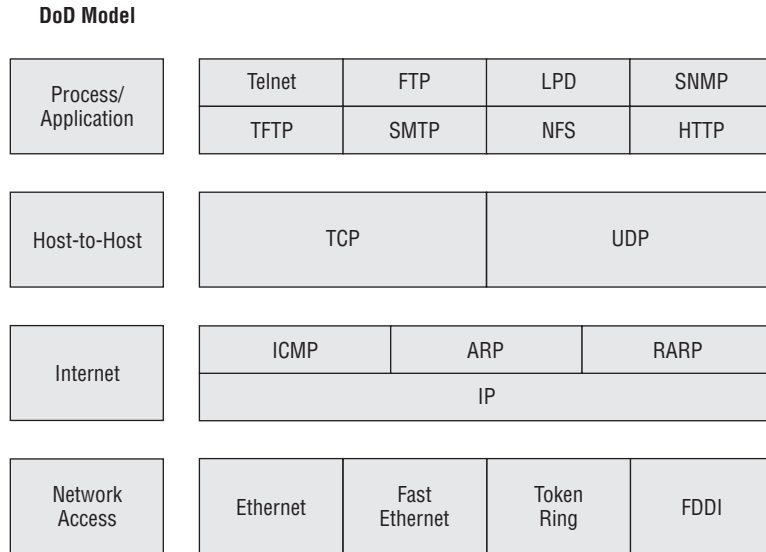 DoD Model
Process/
Application
Telnet FTP LPD SNMP
TFTP SMTP NFS HTTP
Host-to-Host
TCP UDP
Internet
ICMP ARP RARP
IP
Network
Access
Ethernet
Fast
Ethernet
Token
Ring
FDDI